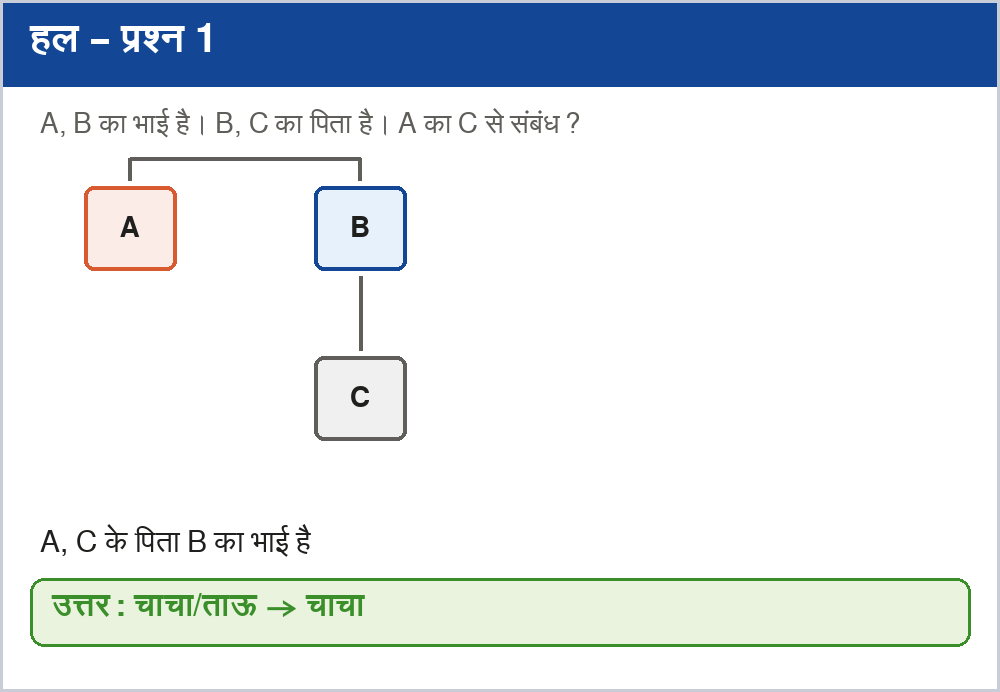 हल – प्रश्न 1
A, B का भाई है। B, C का पिता है। A का C से संबंध ?
A
B
C
A, C के पिता B का भाई है
उत्तर : चाचा/ताऊ → चाचा